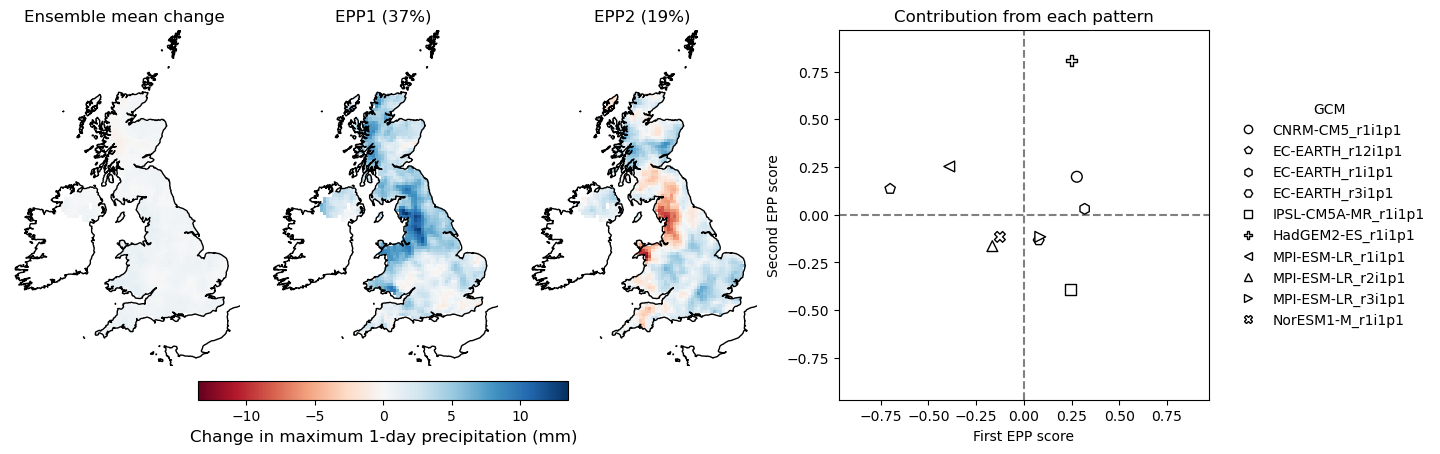 Ensemble mean change
EPP1 (37%)
EPP2 (19%)
Contribution from each pattern
−10
−5
0
5
10
Change in maximum 1-day precipitation (mm)
Second EPP score
0.75
0.50
0.25
0.00
−0.25
−0.50
−0.75
−0.75
−0.50
−0.25
0.00
0.25
0.50
0.75
First EPP score
GCM
CNRM-CM5_r1i1p1
EC-EARTH_r12i1p1
EC-EARTH_r1i1p1
EC-EARTH_r3i1p1
IPSL-CM5A-MR_r1i1p1
HadGEM2-ES_r1i1p1
MPI-ESM-LR_r1i1p1
MPI-ESM-LR_r2i1p1
MPI-ESM-LR_r3i1p1
NorESM1-M_r1i1p1